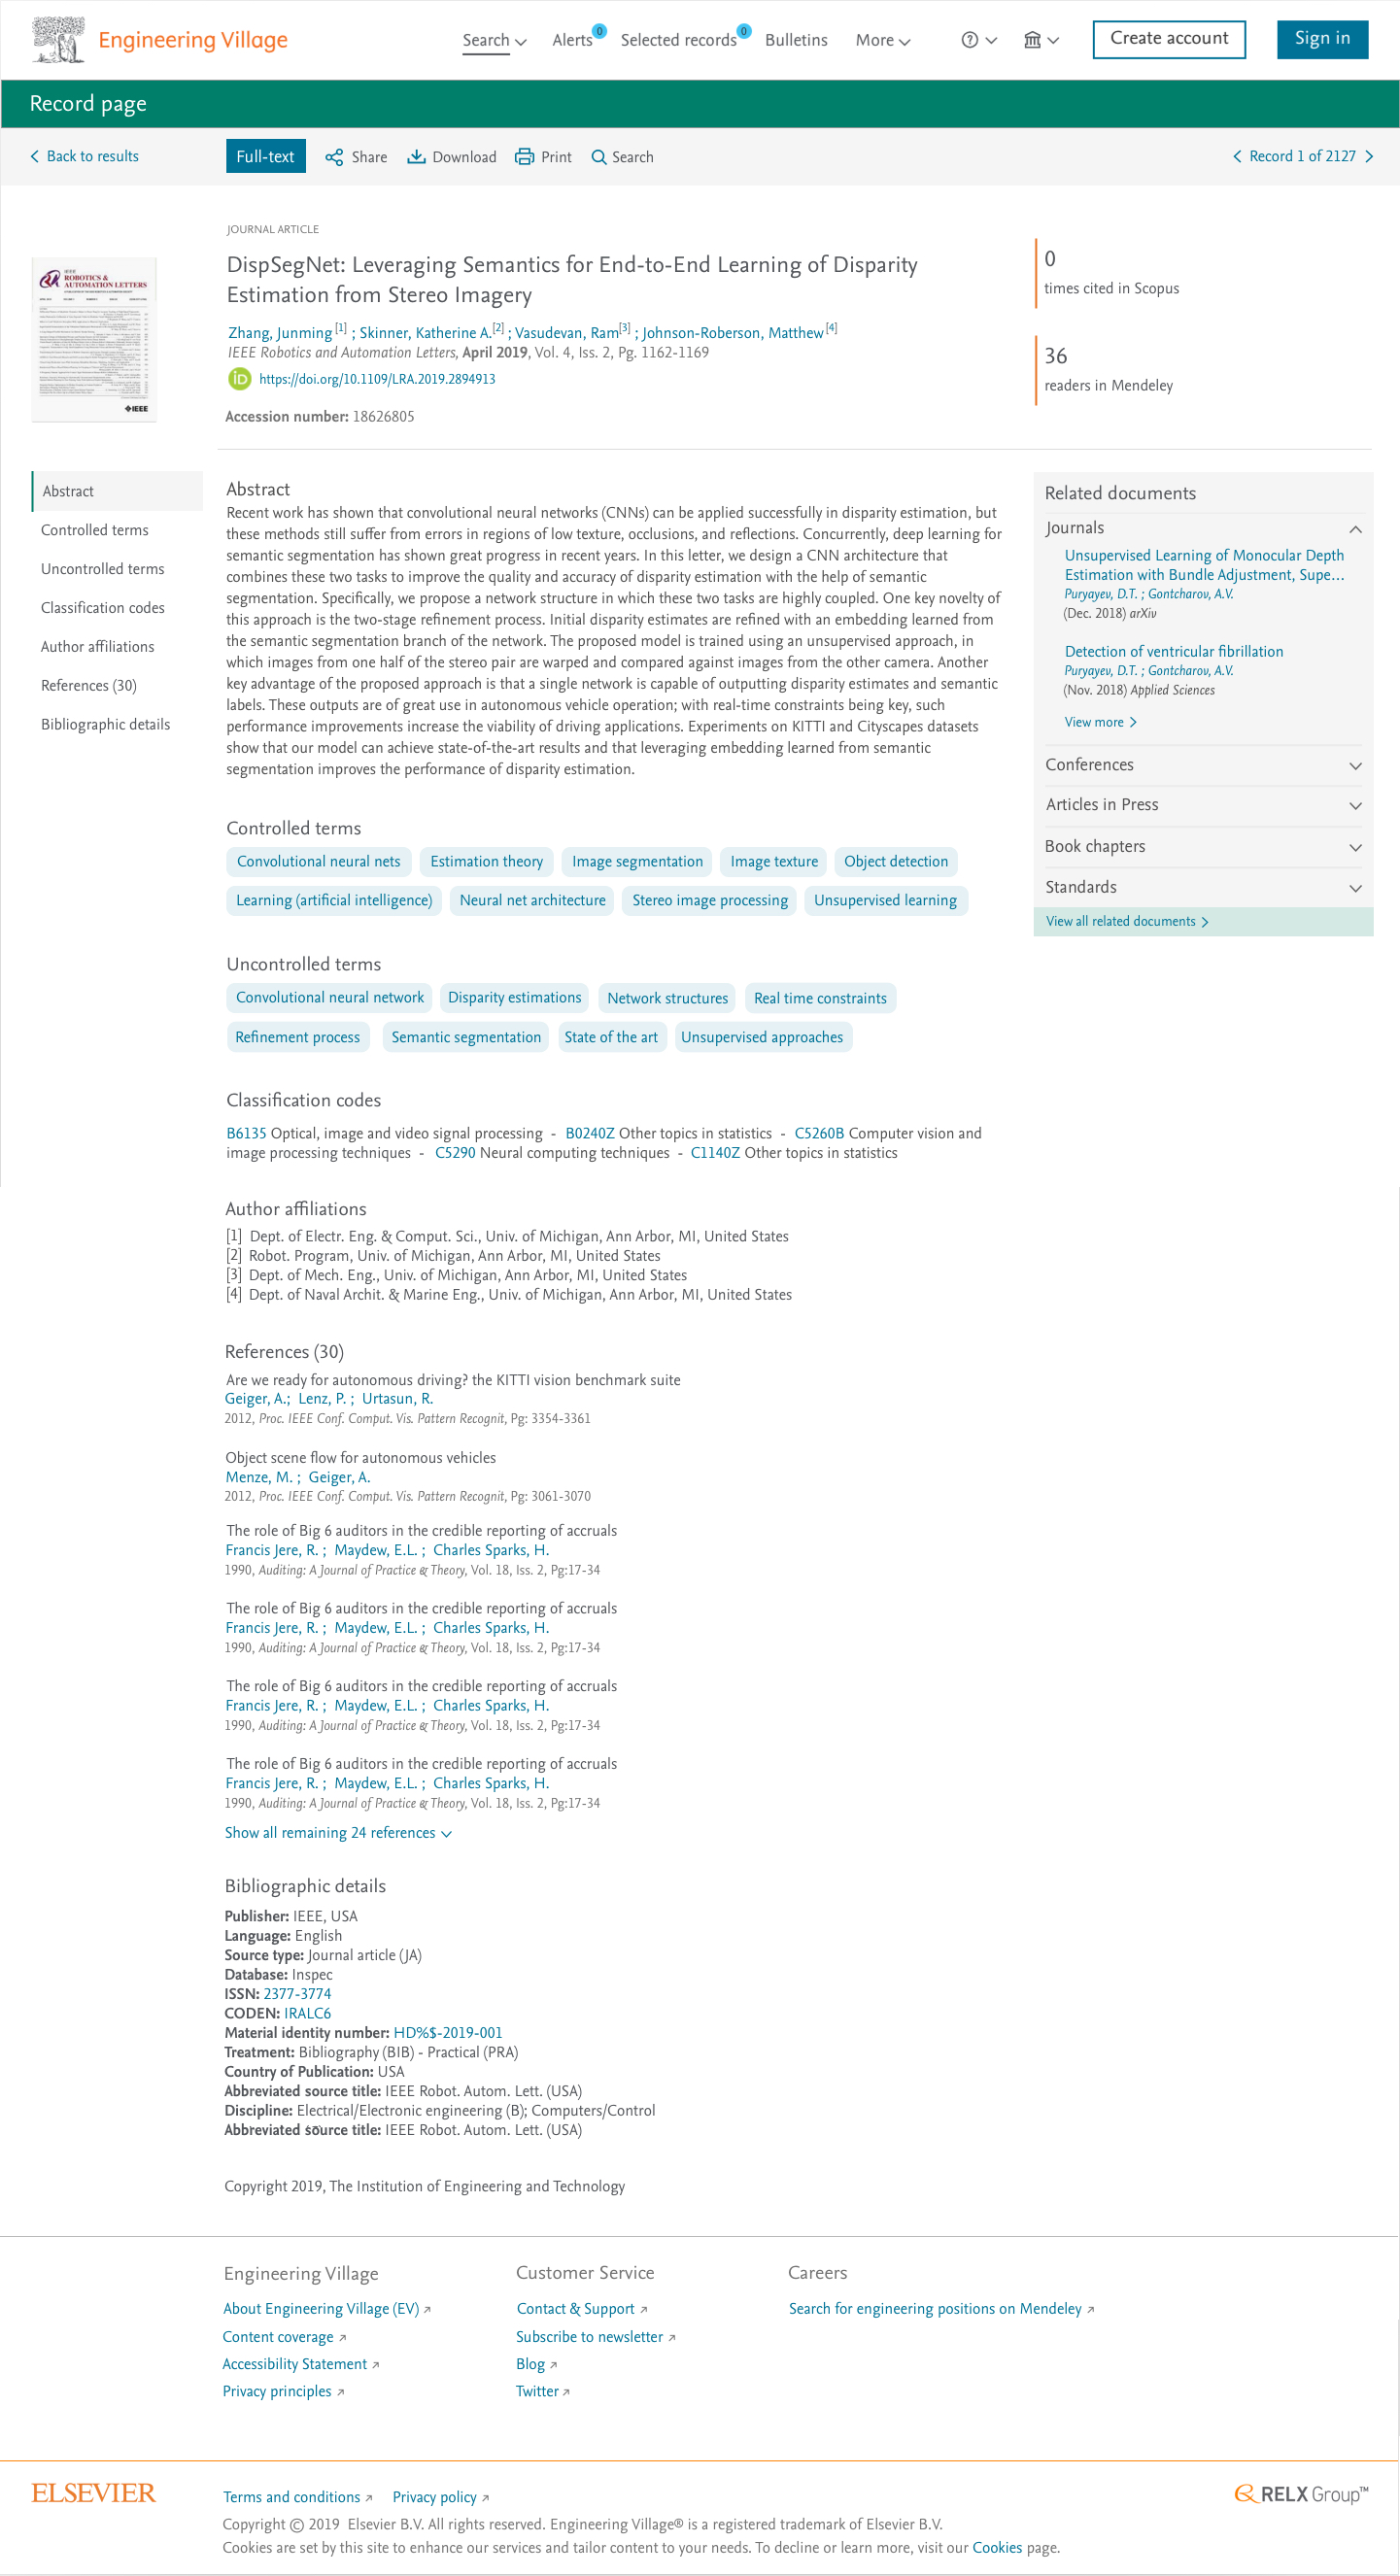 Engineering Village
Search
Alerts 0
Selected records 0
Bulletins
More
Create account
Sign in
Record page
Back to results
Full-text
Share
Download
Print
Search
Record 1 of 2127
JOURNAL ARTICLE
DispSegNet: Leveraging Semantics for End-to-End Learning of Disparity
Estimation from Stereo Imagery
Zhang, Junming [1] ; Skinner, Katherine A.[2] ; Vasudevan, Ram[3] ; Johnson-Roberson, Matthew [4]
IEEE Robotics and Automation Letters, April 2019, Vol. 4, Iss. 2, Pg. 1162-1169
iD https://doi.org/10.1109/LRA.2019.2894913
Accession number: 18626805
0
times cited in Scopus
36
readers in Mendeley
IEEE
ROBOTICS &
AUTOMATION LETTERS
IEEE
Abstract
Controlled terms
Uncontrolled terms
Classification codes
Author affiliations
References (30)
Bibliographic details
Abstract
Recent work has shown that convolutional neural networks (CNNs) can be applied successfully in disparity estimation, but
these methods still suffer from errors in regions of low texture, occlusions, and reflections. Concurrently, deep learning for
semantic segmentation has shown great progress in recent years. In this letter, we design a CNN architecture that
combines these two tasks to improve the quality and accuracy of disparity estimation with the help of semantic
segmentation. Specifically, we propose a network structure in which these two tasks are highly coupled. One key novelty of
this approach is the two-stage refinement process. Initial disparity estimates are refined with an embedding learned from
the semantic segmentation branch of the network. The proposed model is trained using an unsupervised approach, in
which images from one half of the stereo pair are warped and compared against images from the other camera. Another
key advantage of the proposed approach is that a single network is capable of outputting disparity estimates and semantic
labels. These outputs are of great use in autonomous vehicle operation; with real-time constraints being key, such
performance improvements increase the viability of driving applications. Experiments on KITTI and Cityscapes datasets
show that our model can achieve state-of-the-art results and that leveraging embedding learned from semantic
segmentation improves the performance of disparity estimation.
Related documents
Journals
Unsupervised Learning of Monocular Depth
Estimation with Bundle Adjustment, Supe...
Puryayev, D.T. ; Gontcharov, A.V.
(Dec. 2018) arXiv
Detection of ventricular fibrillation
Puryayev, D.T. ; Gontcharov, A.V.
(Nov. 2018) Applied Sciences
View more
Conferences
Articles in Press
Book chapters
Standards
View all related documents
Controlled terms
Convolutional neural nets
Estimation theory
Image segmentation
Image texture
Object detection
Learning (artificial intelligence)
Neural net architecture
Stereo image processing
Unsupervised learning
Uncontrolled terms
Convolutional neural network
Disparity estimations
Network structures
Real time constraints
Refinement process
Semantic segmentation
State of the art
Unsupervised approaches
Classification codes
B6135 Optical, image and video signal processing - B0240Z Other topics in statistics - C5260B Computer vision and
image processing techniques - C5290 Neural computing techniques - C1140Z Other topics in statistics
Author affiliations
[1] Dept. of Electr. Eng. & Comput. Sci., Univ. of Michigan, Ann Arbor, MI, United States
[2] Robot. Program, Univ. of Michigan, Ann Arbor, MI, United States
[3] Dept. of Mech. Eng., Univ. of Michigan, Ann Arbor, MI, United States
[4] Dept. of Naval Archit. & Marine Eng., Univ. of Michigan, Ann Arbor, MI, United States
References (30)
Are we ready for autonomous driving? the KITTI vision benchmark suite
Geiger, A.; Lenz, P. ; Urtasun, R.
2012, Proc. IEEE Conf. Comput. Vis. Pattern Recognit, Pg: 3354-3361
Object scene flow for autonomous vehicles
Menze, M. ; Geiger, A.
2012, Proc. IEEE Conf. Comput. Vis. Pattern Recognit, Pg: 3061-3070
The role of Big 6 auditors in the credible reporting of accruals
Francis Jere, R. ; Maydew, E.L. ; Charles Sparks, H.
1990, Auditing: A Journal of Practice & Theory, Vol. 18, Iss. 2, Pg:17-34
The role of Big 6 auditors in the credible reporting of accruals
Francis Jere, R. ; Maydew, E.L. ; Charles Sparks, H.
1990, Auditing: A Journal of Practice & Theory, Vol. 18, Iss. 2, Pg:17-34
The role of Big 6 auditors in the credible reporting of accruals
Francis Jere, R. ; Maydew, E.L. ; Charles Sparks, H.
1990, Auditing: A Journal of Practice & Theory, Vol. 18, Iss. 2, Pg:17-34
The role of Big 6 auditors in the credible reporting of accruals
Francis Jere, R. ; Maydew, E.L. ; Charles Sparks, H.
1990, Auditing: A Journal of Practice & Theory, Vol. 18, Iss. 2, Pg:17-34
Show all remaining 24 references
Bibliographic details
Publisher: IEEE, USA
Language: English
Source type: Journal article (JA)
Database: Inspec
ISSN: 2377-3774
CODEN: IRALC6
Material identity number: HD%$-2019-001
Treatment: Bibliography (BIB) - Practical (PRA)
Country of Publication: USA
Abbreviated source title: IEEE Robot. Autom. Lett. (USA)
Discipline: Electrical/Electronic engineering (B); Computers/Control
Abbreviated source title: IEEE Robot. Autom. Lett. (USA)
Copyright 2019, The Institution of Engineering and Technology
Engineering Village
About Engineering Village (EV)
Content coverage
Accessibility Statement
Privacy principles
Customer Service
Contact & Support
Subscribe to newsletter
Blog
Twitter
Careers
Search for engineering positions on Mendeley
ELSEVIER
Terms and conditions
Privacy policy
Copyright © 2019 Elsevier B.V. All rights reserved. Engineering Village® is a registered trademark of Elsevier B.V.
Cookies are set by this site to enhance our services and tailor content to your needs. To decline or learn more, visit our Cookies page.
RELX Group™